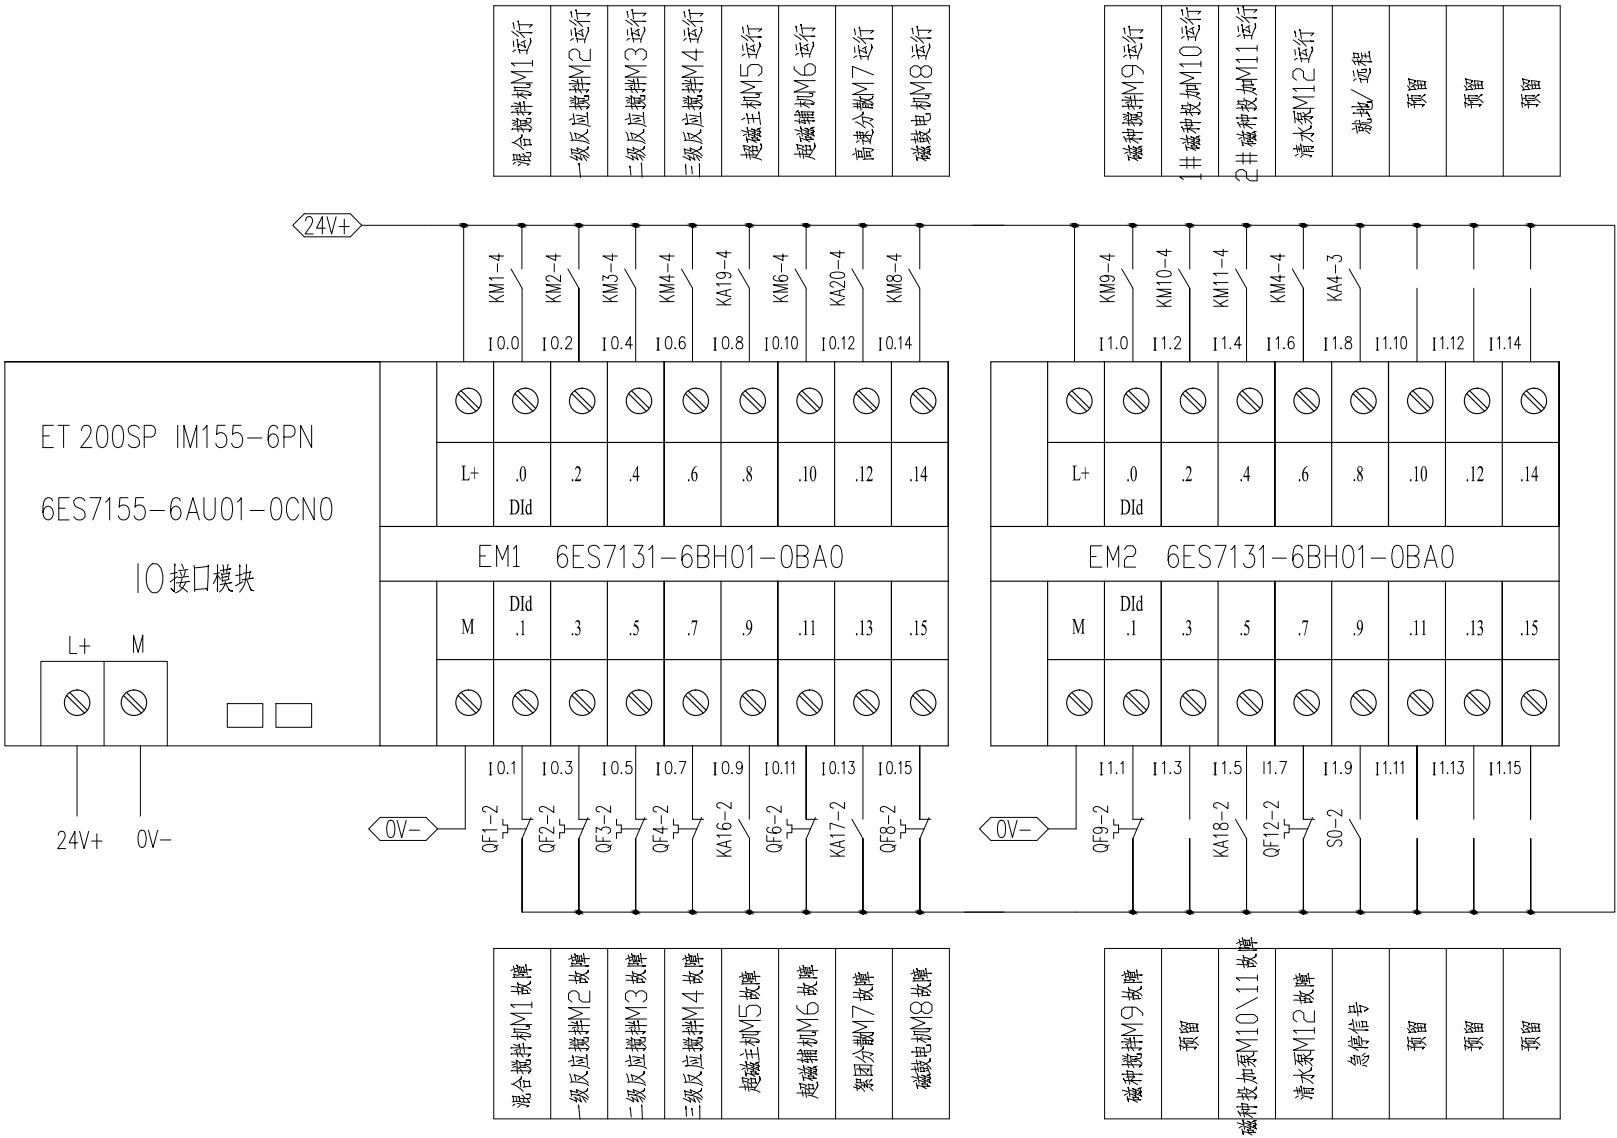 混合搅拌机M1运行
一级反应搅拌M2运行
二级反应搅拌M3运行
三级反应搅拌M4运行
超磁主机M5运行
超磁辅机M6运行
高速分散M7运行
磁鼓电机M8运行
磁种搅拌M9运行
1#磁种投加M10运行
2#磁种投加M11运行
清水泵M12运行
就地/远程
预留
预留
预留
24V+
KM1-4
KM2-4
KM3-4
KM4-4
KA19-4
KM6-4
KA20-4
KM8-4
KM9-4
KM10-4
KM11-4
KM4-4
KA4-3
I0.0 I0.2 I0.4 I0.6 I0.8 I0.10 I0.12 I0.14
I1.0 I1.2 I1.4 I1.6 I1.8 I1.10 I1.12 I1.14
ET 200SP IM155-6PN
6ES7155-6AU01-0CN0
IO接口模块
L+ M
24V+ 0V-
L+ .0 .2 .4 .6 .8 .10 .12 .14
DId
EM1 6ES7131-6BH01-0BA0
DId
M .1 .3 .5 .7 .9 .11 .13 .15
L+ .0 .2 .4 .6 .8 .10 .12 .14
DId
EM2 6ES7131-6BH01-0BA0
DId
M .1 .3 .5 .7 .9 .11 .13 .15
I0.1 I0.3 I0.5 I0.7 I0.9 I0.11 I0.13 I0.15
I1.1 I1.3 I1.5 I1.7 I1.9 I1.11 I1.13 I1.15
0V-
QF1-2
QF2-2
QF3-2
QF4-2
KA16-2
QF6-2
KA17-2
QF8-2
0V-
QF9-2
KA18-2
QF12-2
S0-2
混合搅拌机M1故障
一级反应搅拌M2故障
二级反应搅拌M3故障
三级反应搅拌M4故障
超磁主机M5故障
超磁辅机M6故障
絮团分散M7故障
磁鼓电机M8故障
磁种搅拌M9故障
预留
磁种投加泵M10\11故障
清水泵M12故障
急停信号
预留
预留
预留